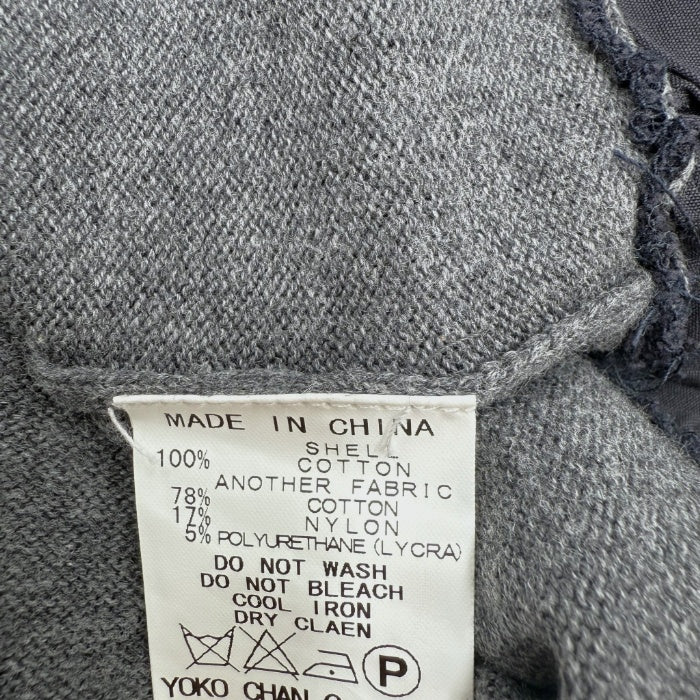 MADE IN CHINA
SHELL
100% COTTON
ANOTHER FABRIC
78% COTTON
17% NYLON
5% POLYURETHANE (LYCRA)
DO NOT WASH
DO NOT BLEACH
COOL IRON
DRY CLAEN
P
YOKO CHAN